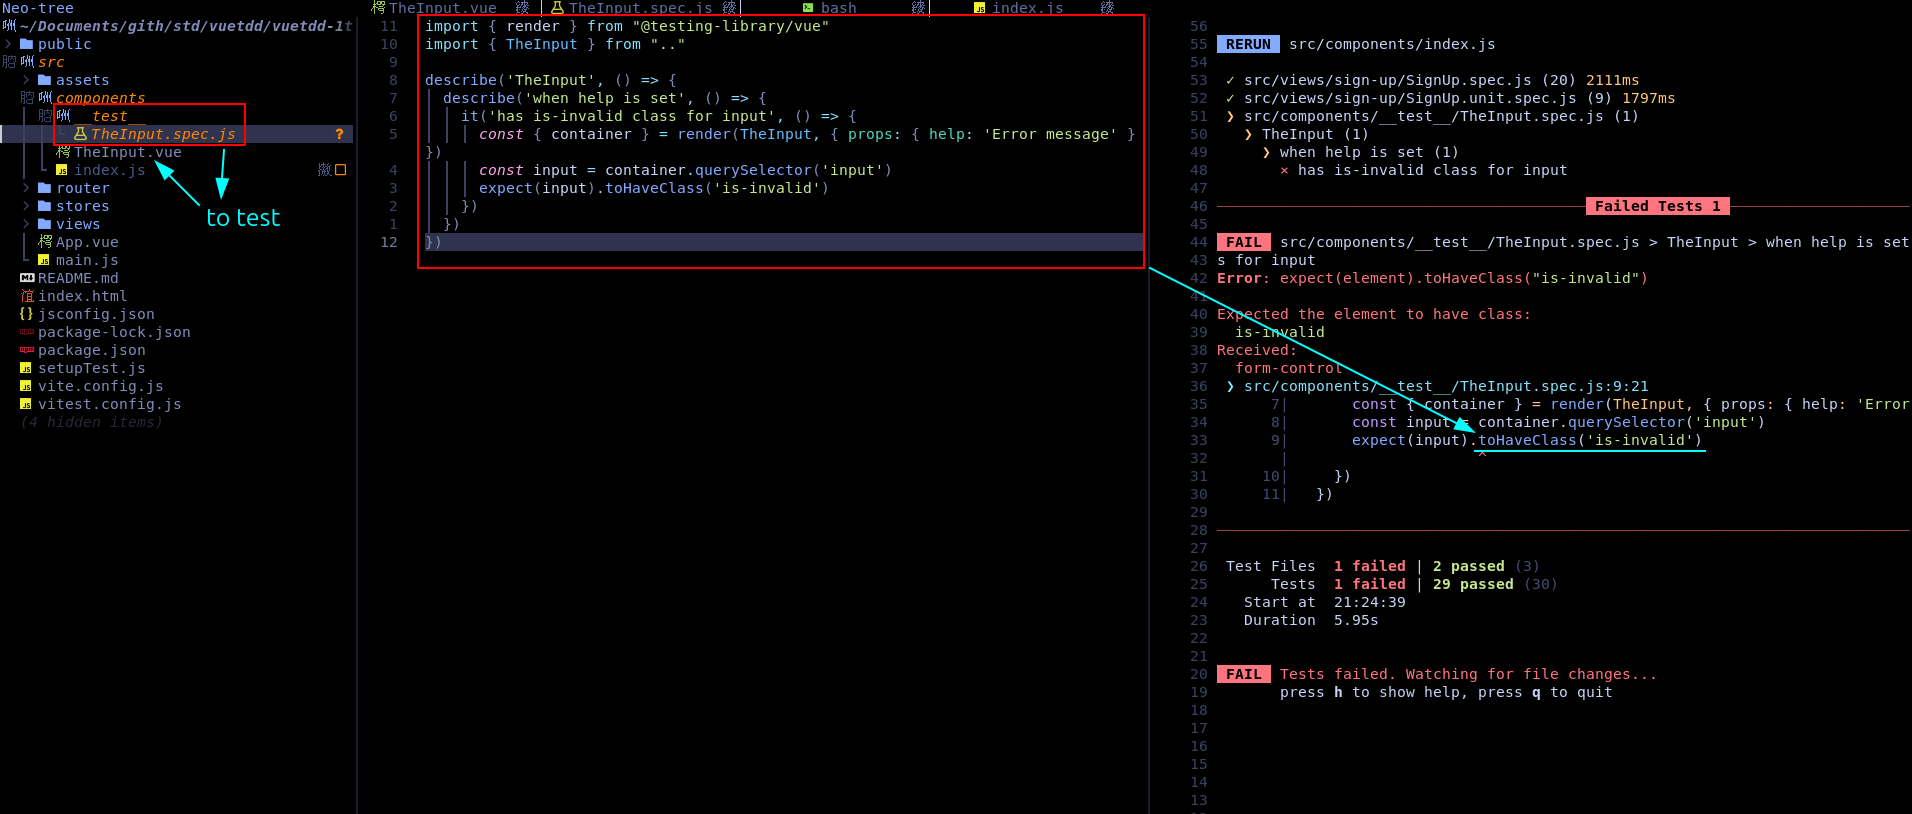 Neo-tree
~/Documents/gith/std/vuetdd/vuetdd-1t
public
src
assets
components
__test__
TheInput.spec.js ?
TheInput.vue
index.js
to test
router
stores
views
App.vue
main.js
README.md
index.html
jsconfig.json
package-lock.json
package.json
setupTest.js
vite.config.js
vitest.config.js
(4 hidden items)
TheInput.vue TheInput.spec.js bash index.js
11 import { render } from "@testing-library/vue"
10 import { TheInput } from ".."
9
8 describe('TheInput', () => {
7 describe('when help is set', () => {
6 it('has is-invalid class for input', () => {
5 const { container } = render(TheInput, { props: { help: 'Error message' }
})
4 const input = container.querySelector('input')
3 expect(input).toHaveClass('is-invalid')
2 })
1 })
12 })
56
55 RERUN src/components/index.js
54
53 ✓ src/views/sign-up/SignUp.spec.js (20) 2111ms
52 ✓ src/views/sign-up/SignUp.unit.spec.js (9) 1797ms
51 ❯ src/components/__test__/TheInput.spec.js (1)
50 ❯ TheInput (1)
49 ❯ when help is set (1)
48 × has is-invalid class for input
47
46 Failed Tests 1
45
44 FAIL src/components/__test__/TheInput.spec.js > TheInput > when help is set
43 s for input
42 Error: expect(element).toHaveClass("is-invalid")
41
40 Expected the element to have class:
39 is-invalid
38 Received:
37 form-control
36 ❯ src/components/__test__/TheInput.spec.js:9:21
35 7| const { container } = render(TheInput, { props: { help: 'Error
34 8| const input = container.querySelector('input')
33 9| expect(input).toHaveClass('is-invalid')
32 | ^
31 10| })
30 11| })
29
28
27
26 Test Files 1 failed | 2 passed (3)
25 Tests 1 failed | 29 passed (30)
24 Start at 21:24:39
23 Duration 5.95s
22
21
20 FAIL Tests failed. Watching for file changes...
19 press h to show help, press q to quit
18
17
16
15
14
13